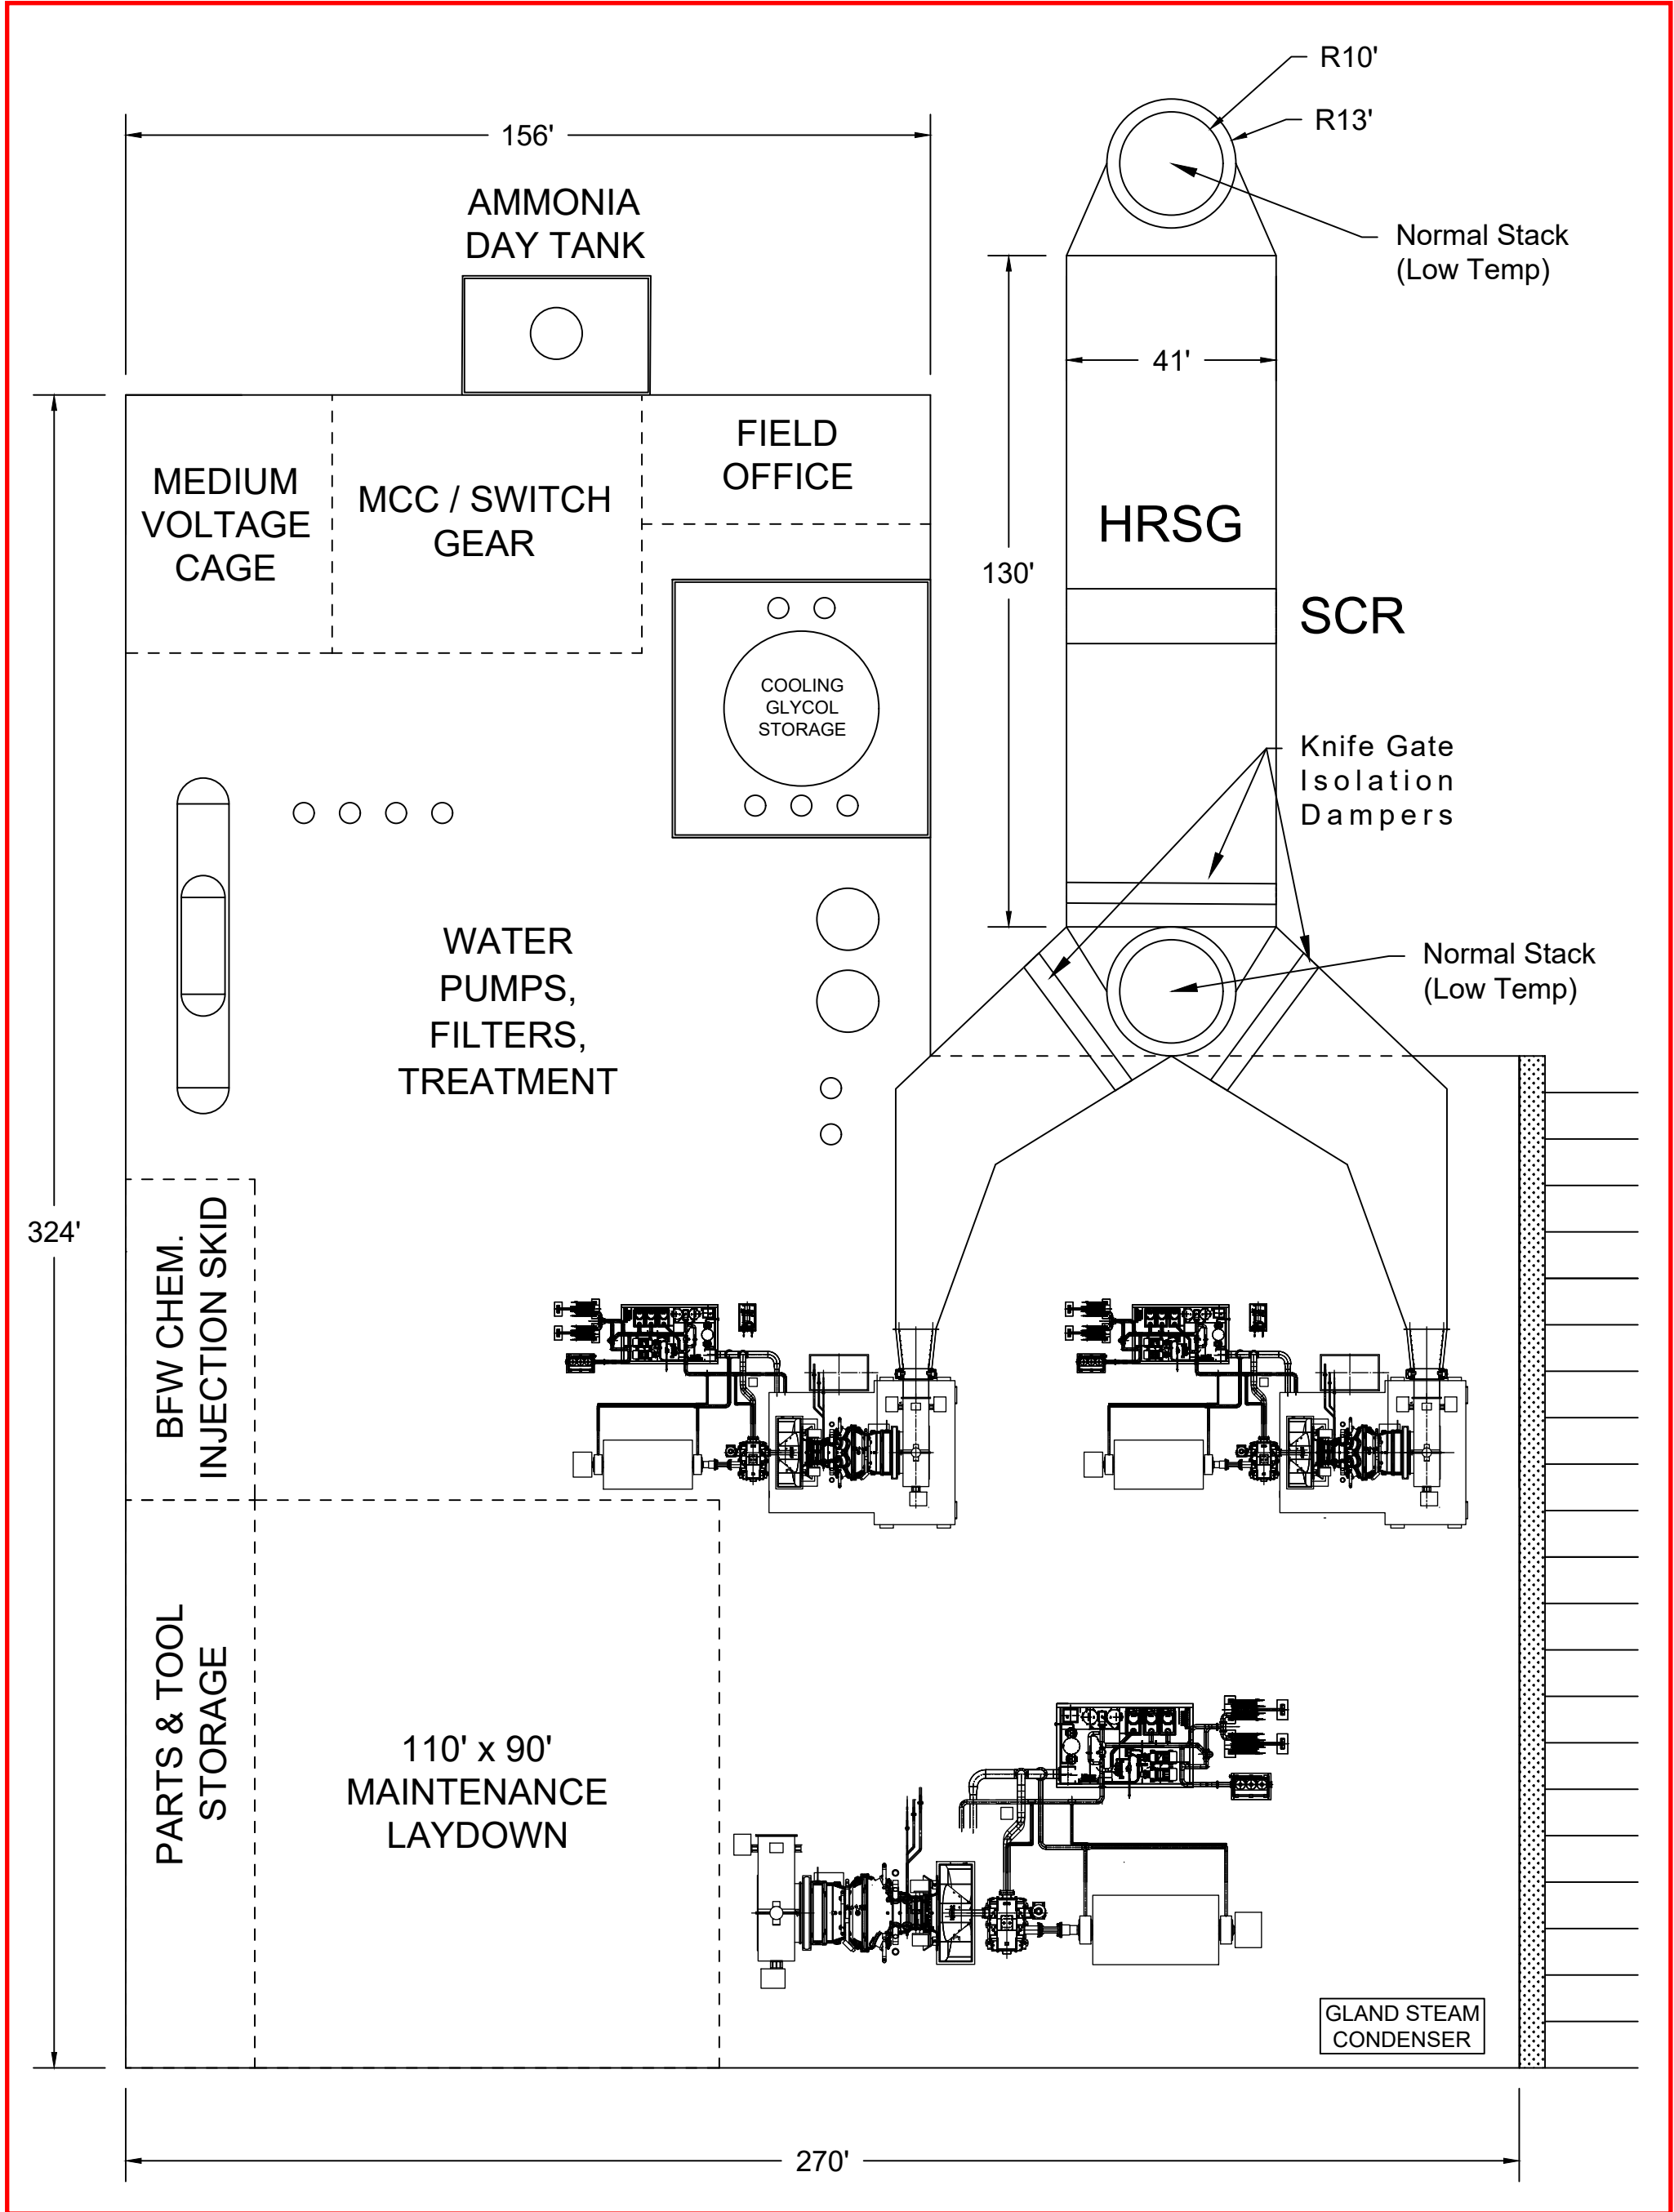 R10'
R13'
156'
AMMONIA
DAY TANK
Normal Stack
(Low Temp)
41'
MEDIUM
VOLTAGE
CAGE
MCC / SWITCH
GEAR
FIELD
OFFICE
HRSG
130'
SCR
COOLING
GLYCOL
STORAGE
Knife Gate
Isolation
Dampers
WATER
PUMPS,
FILTERS,
TREATMENT
Normal Stack
(Low Temp)
324'
BFW CHEM.
INJECTION SKID
PARTS & TOOL
STORAGE
110' x 90'
MAINTENANCE
LAYDOWN
GLAND STEAM
CONDENSER
270'